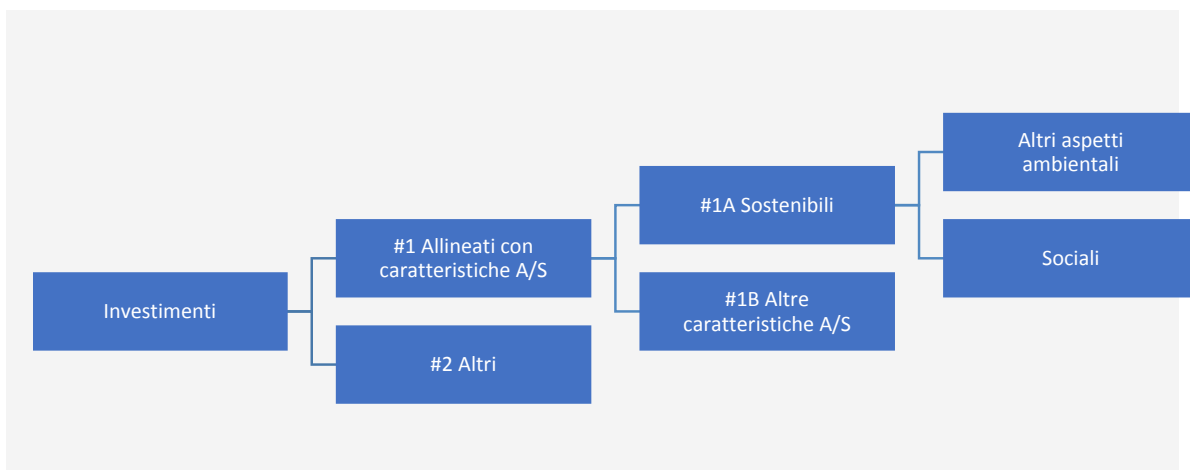 Investimenti
#1 Allineati con
caratteristiche A/S
#2 Altri
#1A Sostenibili
#1B Altre
caratteristiche A/S
Altri aspetti
ambientali
Sociali